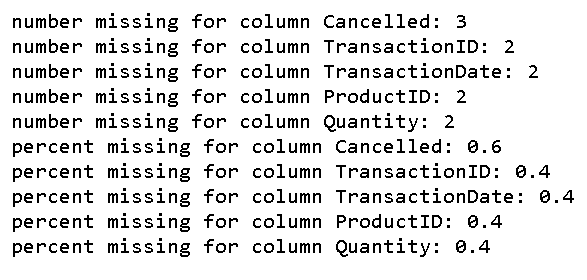 number missing for column Cancelled: 3
number missing for column TransactionID: 2
number missing for column TransactionDate: 2
number missing for column ProductID: 2
number missing for column Quantity: 2
percent missing for column Cancelled: 0.6
percent missing for column TransactionID: 0.4
percent missing for column TransactionDate: 0.4
percent missing for column ProductID: 0.4
percent missing for column Quantity: 0.4